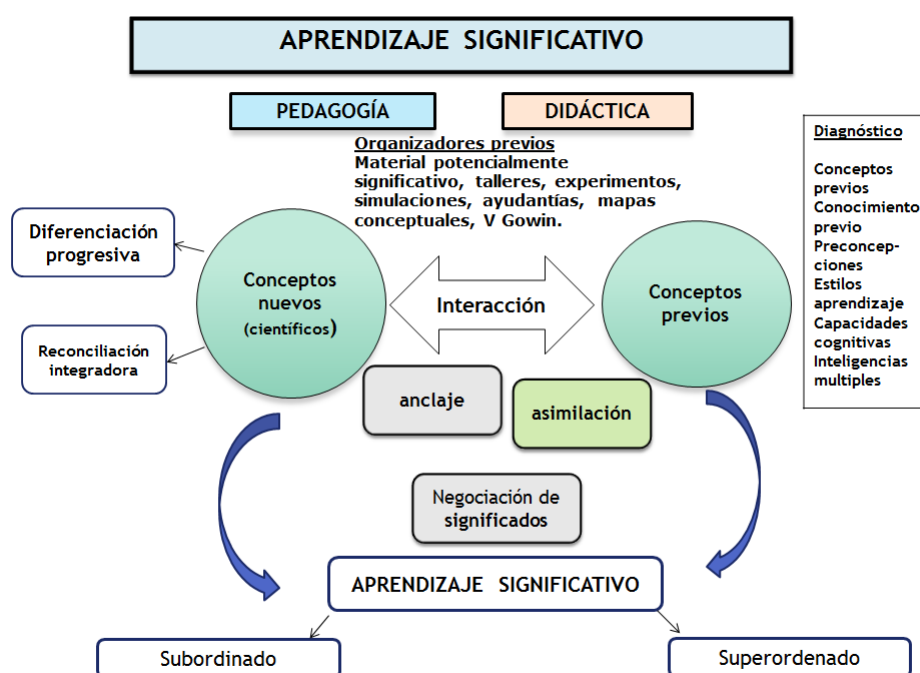 APRENDIZAJE SIGNIFICATIVO
PEDAGOGÍA
DIDÁCTICA
Organizadores previos
Material potencialmente
significativo, talleres, experimentos,
simulaciones, ayudantías, mapas
conceptuales, V Gowin.
Diagnóstico
Conceptos
previos
Conocimiento
previo
Preconcep-
ciones
Estilos
aprendizaje
Capacidades
cognitivas
Inteligencias
multiples
Diferenciación
progresiva
Reconciliación
integradora
Conceptos
nuevos
(científicos)
Interacción
Conceptos
previos
anclaje
asimilación
Negociación de
significados
APRENDIZAJE SIGNIFICATIVO
Subordinado
Superordenado